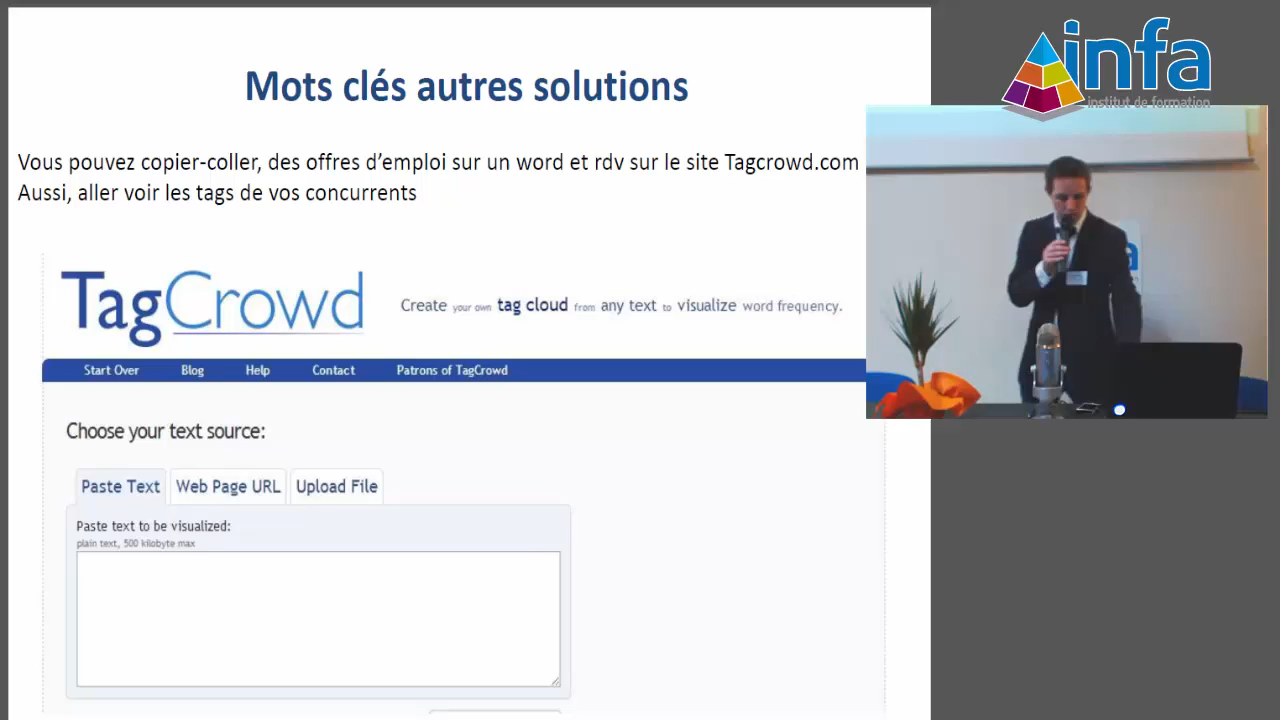 Mots clés autres solutions
Vous pouvez copier-coller, des offres d’emploi sur un word et rdv sur le site Tagcrowd.com
Aussi, aller voir les tags de vos concurrents
TagCrowd
Create your own tag cloud from any text to visualize word frequency.
Start Over Blog Help Contact Patrons of TagCrowd
Choose your text source:
Paste Text Web Page URL Upload File
Paste text to be visualized:
plain text, 500 kilobyte max
infa
institut de formation